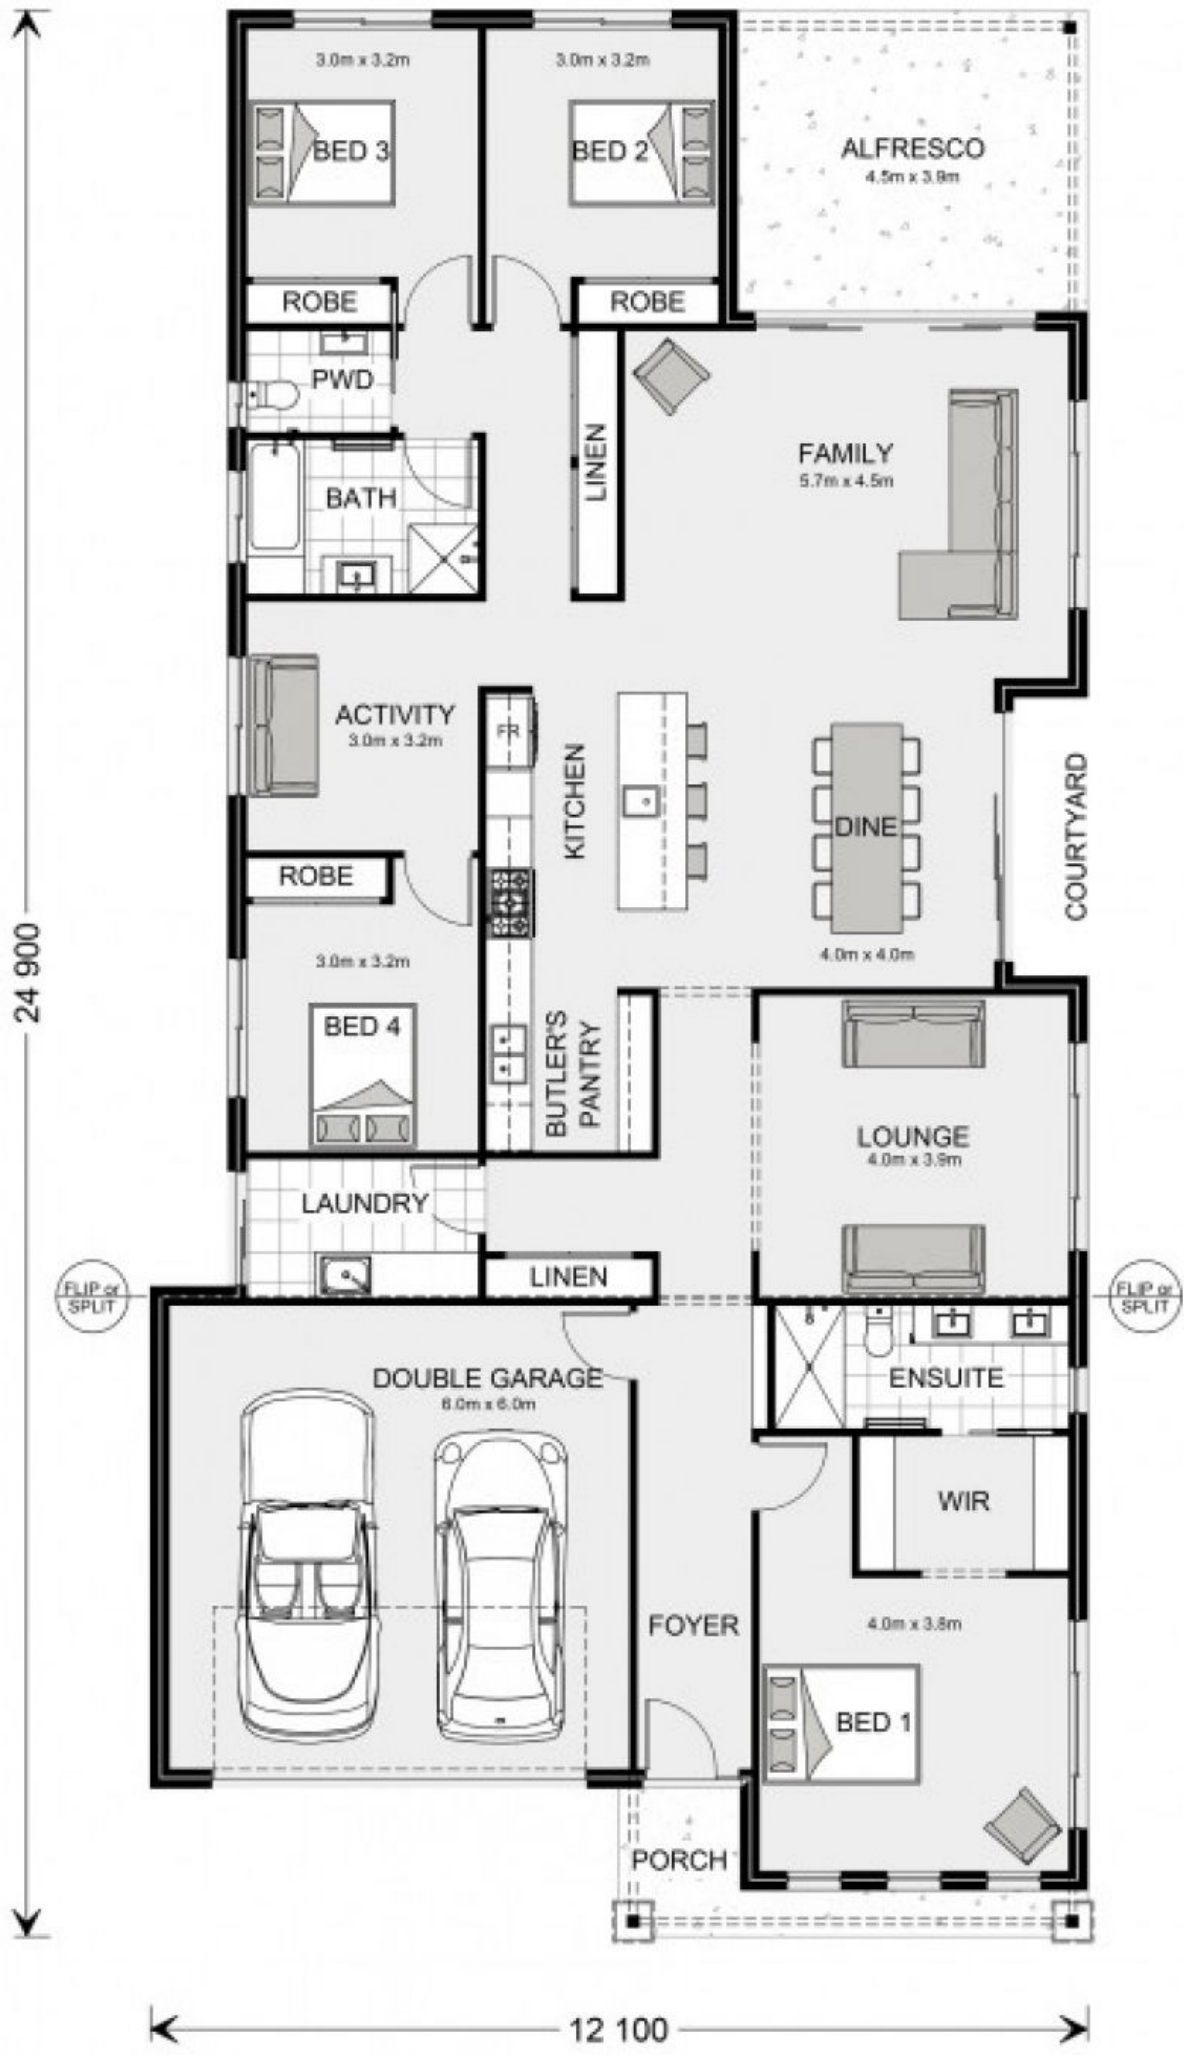 3.0m x 3.2m
BED 3
ROBE
3.0m x 3.2m
BED 2
ROBE
ALFRESCO
4.5m x 3.9m
PWD
BATH
LINEN
FAMILY
5.7m x 4.5m
ACTIVITY
3.0m x 3.2m
FR
KITCHEN
DINE
4.0m x 4.0m
COURTYARD
ROBE
3.0m x 3.2m
BED 4
BUTLER'S
PANTRY
LOUNGE
4.0m x 3.9m
24 900
LAUNDRY
LINEN
FLIP or
SPLIT
FLIP or
SPLIT
DOUBLE GARAGE
6.0m x 6.0m
ENSUITE
WIR
FOYER
4.0m x 3.8m
BED 1
PORCH
12 100